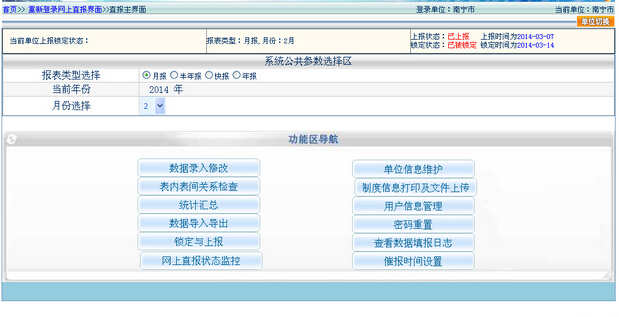 首页>> 重新登录网上直报界面>>直报主界面 登录单位：南宁市 当前单位：南宁市
单位切换
当前单位上报锁定状态： 报表类型：月报，月份：2月 上报状态：已上报 上报时间为2014-03-07
锁定状态：已被锁定 锁定时间为2014-03-14
系统公共参数选择区
报表类型选择 月报 半年报 快报 年报
当前年份 2014 年
月份选择 2
功能区导航
数据录入修改 单位信息维护
表内表间关系检查 制度信息打印及文件上传
统计汇总 用户信息管理
数据导入导出 密码重置
锁定与上报 查看数据填报日志
网上直报状态监控 催报时间设置